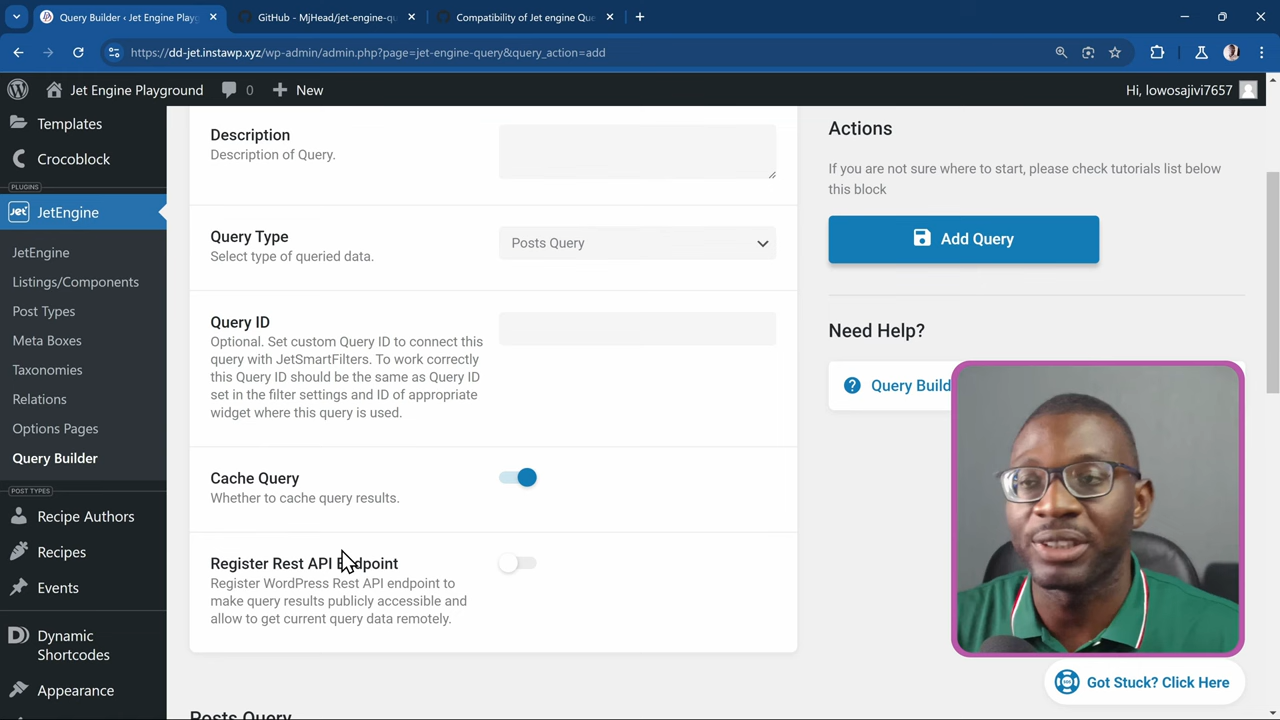 Query Builder ‹ Jet Engine Playg
GitHub - MjHead/jet-engine-qu
Compatibility of Jet engine Que
https://dd-jet.instawp.xyz/wp-admin/admin.php?page=jet-engine-query&query_action=add
Jet Engine Playground
0
New
Hi, lowosajivi7657
Templates
Crocoblock
PLUGINS
JetEngine
JetEngine
Listings/Components
Post Types
Meta Boxes
Taxonomies
Relations
Options Pages
Query Builder
POST TYPES
Recipe Authors
Recipes
Events
Dynamic
Shortcodes
Appearance
Description
Description of Query.
Query Type
Select type of queried data.
Posts Query
Query ID
Optional. Set custom Query ID to connect this
query with JetSmartFilters. To work correctly
this Query ID should be the same as Query ID
set in the filter settings and ID of appropriate
widget where this query is used.
Cache Query
Whether to cache query results.
Register Rest API Endpoint
Register WordPress Rest API endpoint to
make query results publicly accessible and
allow to get current query data remotely.
Posts Query
Actions
If you are not sure where to start, please check tutorials list below
this block
Add Query
Need Help?
Query Build
Got Stuck? Click Here